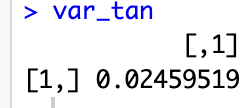 > var_tan
[,1]
[1,] 0.02459519